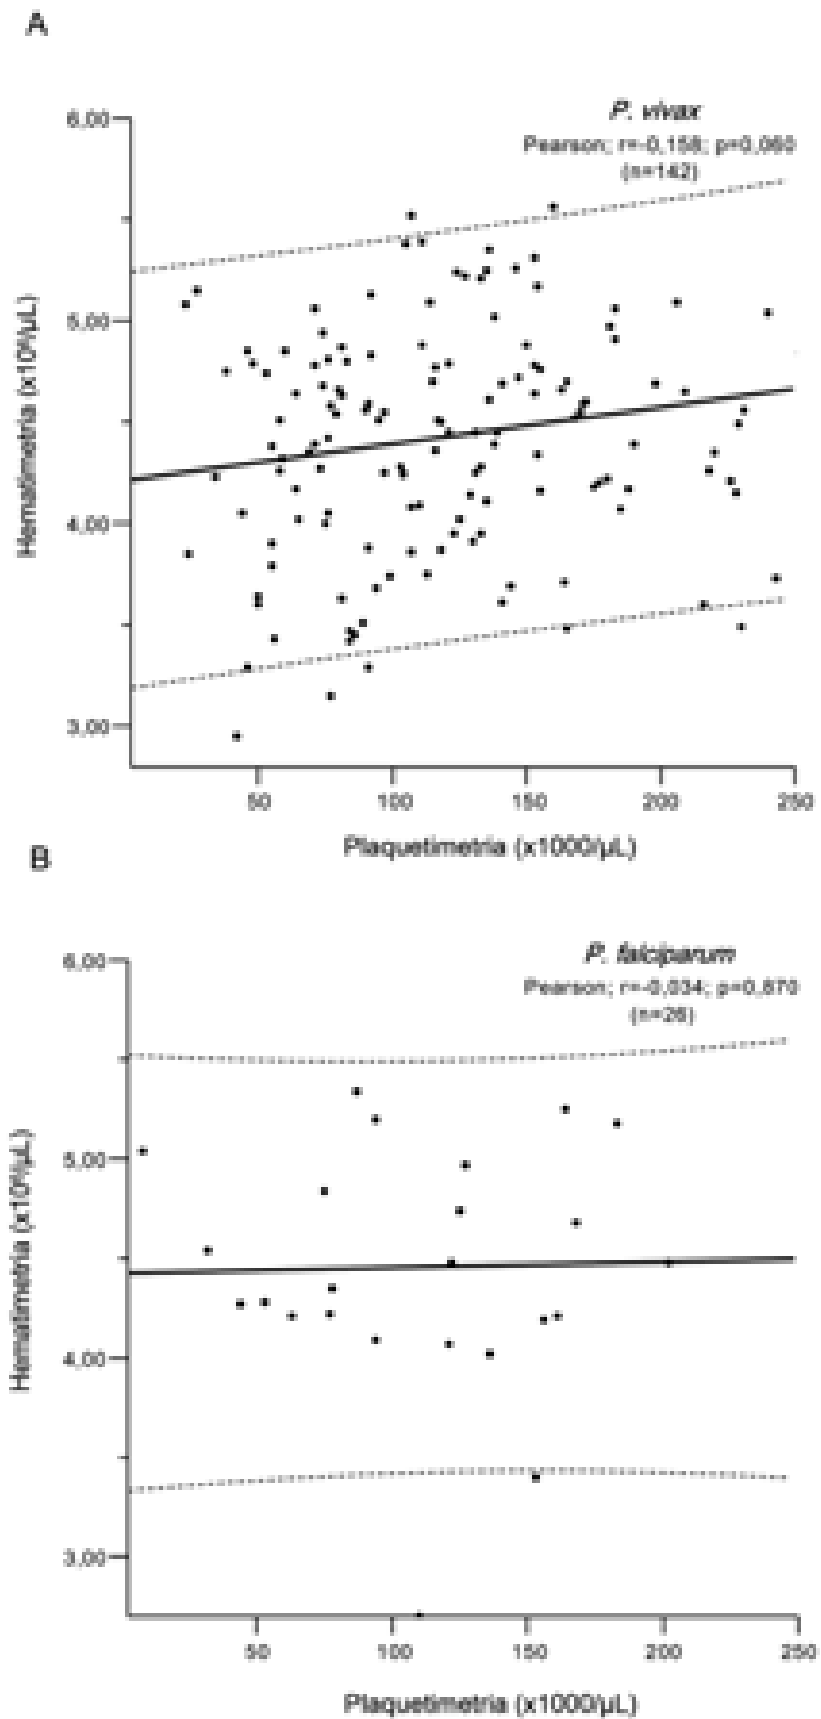 A
P. vivax
Pearson; r=-0,158; p=0,060
(n=142)
6,00
5,00
4,00
3,00
Hematimetria (x10⁶/µL)
50 100 150 200 250
Plaquetimetria (x1000/µL)
B
P. falciparum
Pearson; r=-0,034; p=0,870
(n=26)
6,00
5,00
4,00
3,00
Hematimetria (x10⁶/µL)
50 100 150 200 250
Plaquetimetria (x1000/µL)